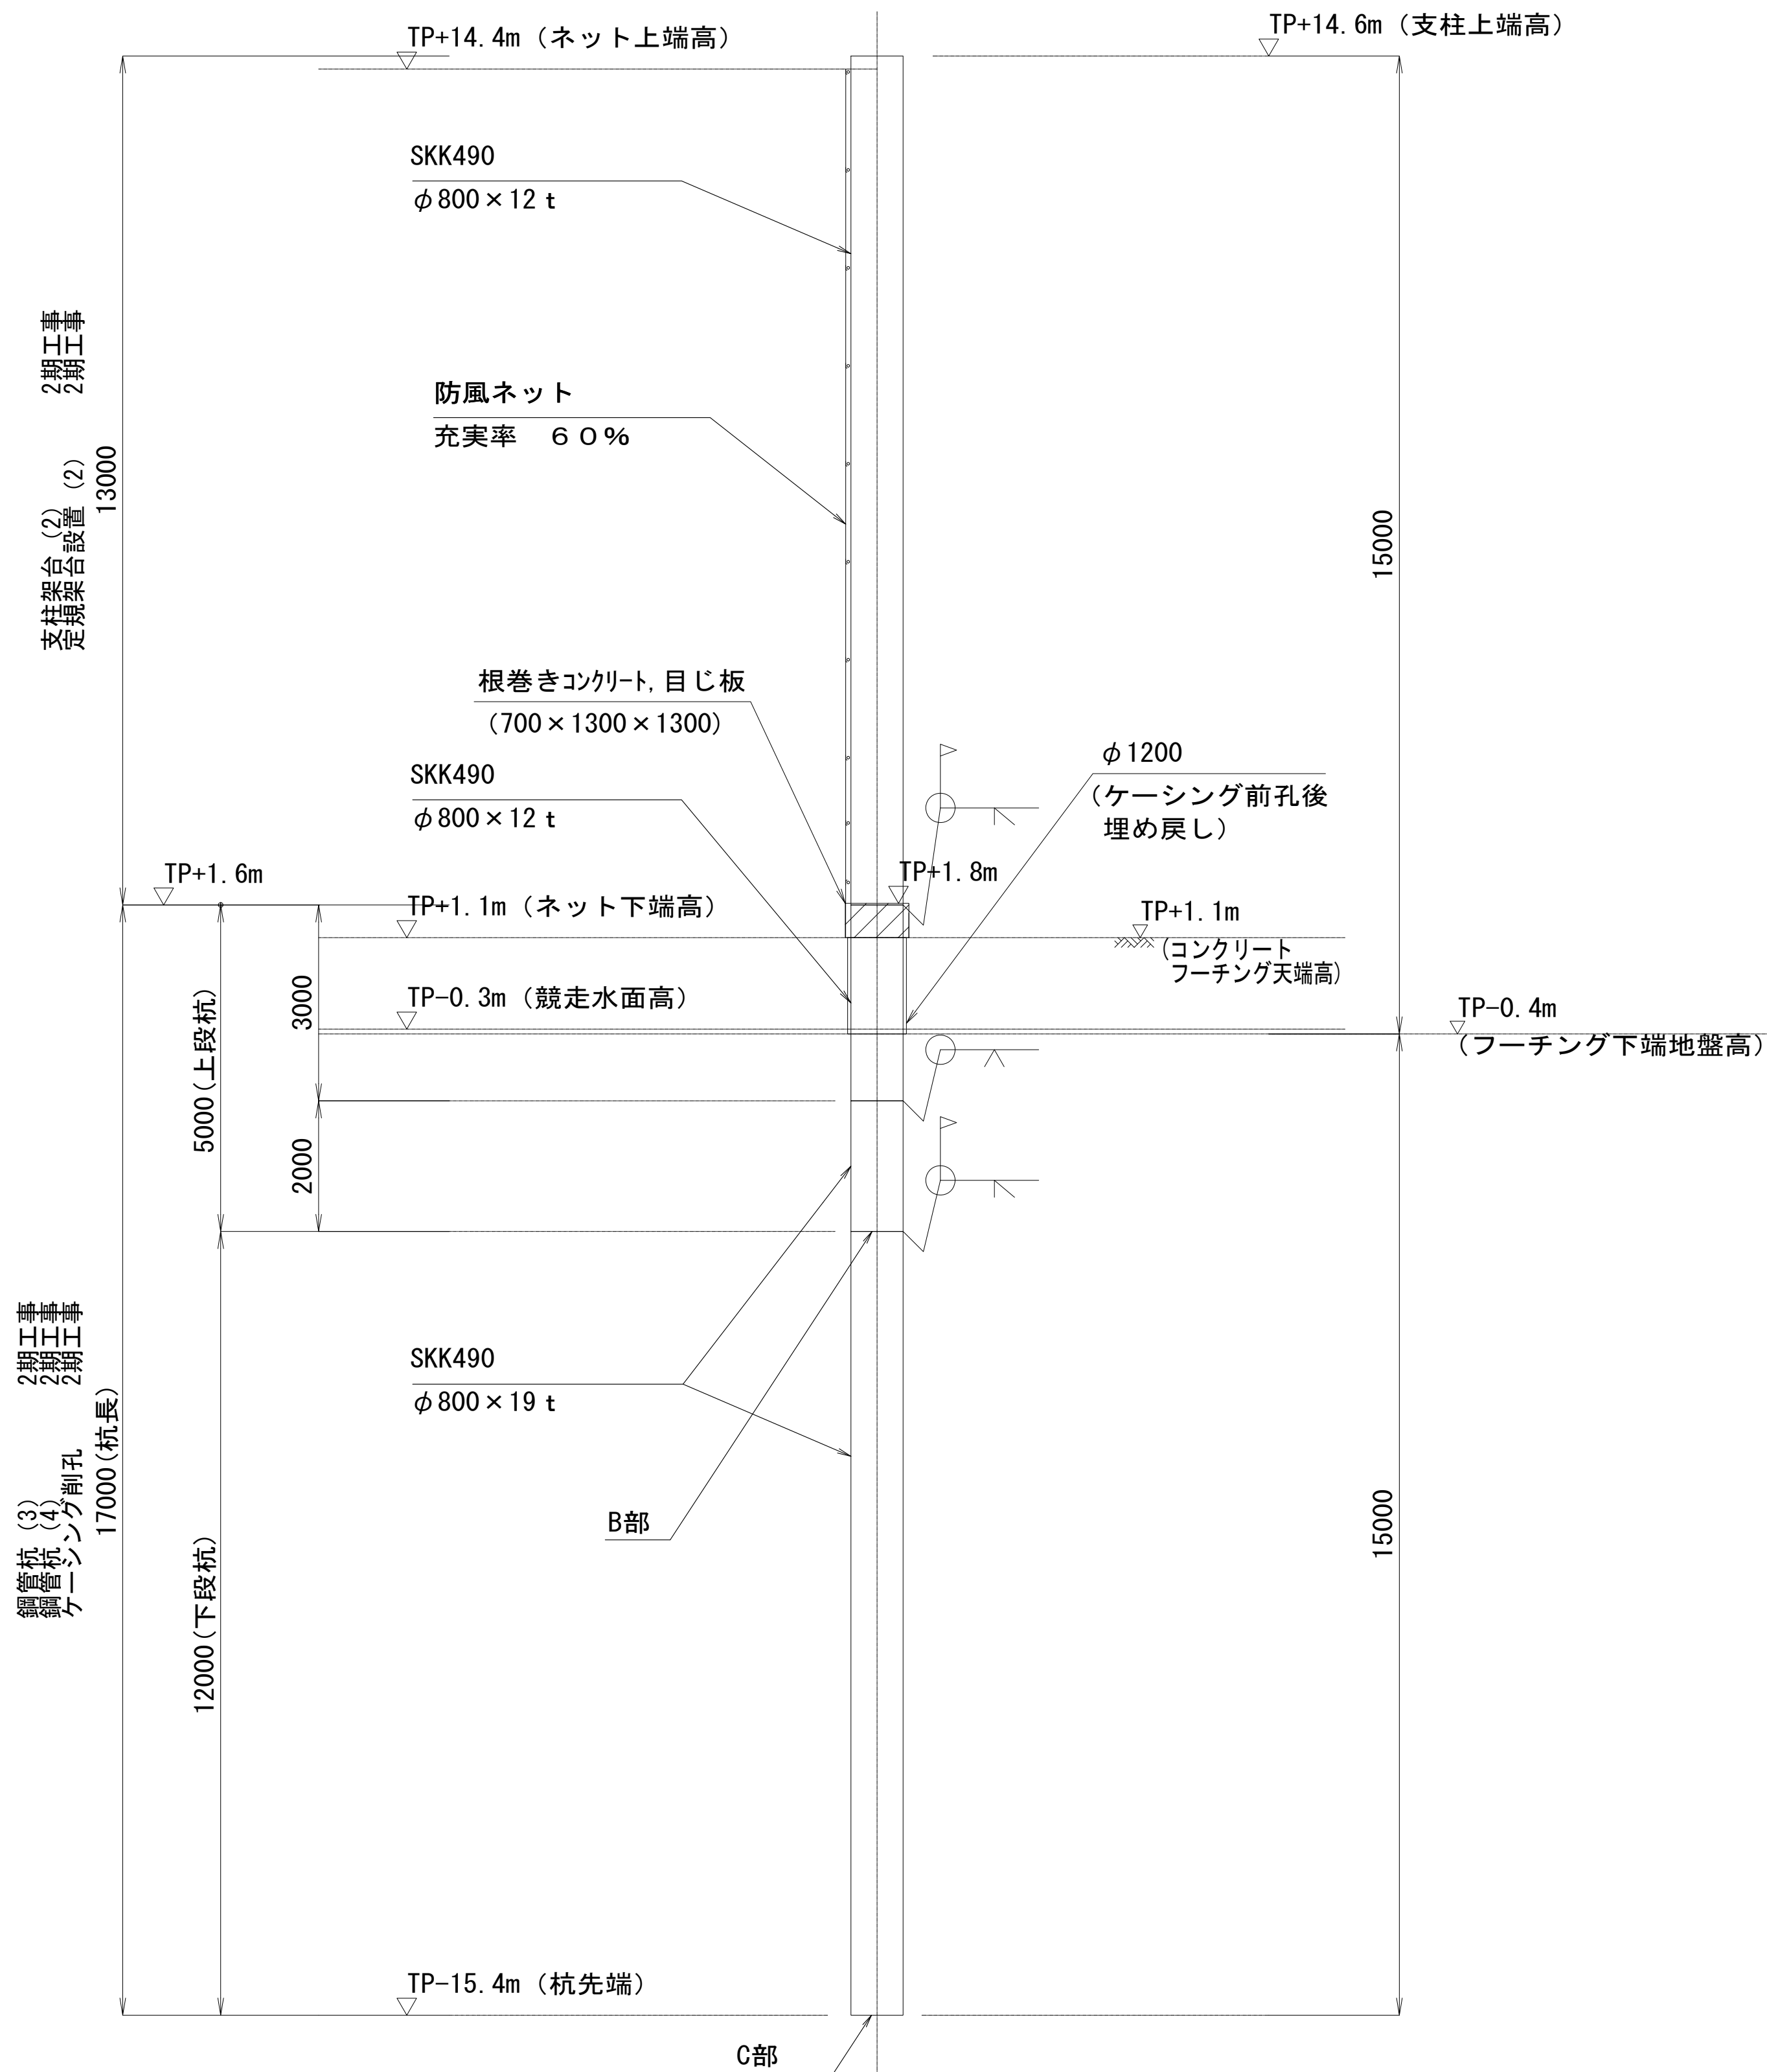 TP+14.4m (ネット上端高)
TP+14.6m (支柱上端高)
SKK490
φ800×12 t
防風ネット
充実率　６０％
支柱架台 (2)　2期工事
定規架台設置 (2)　2期工事
13000
15000
根巻きｺﾝｸﾘｰﾄ, 目じ板
(700×1300×1300)
SKK490
φ800×12 t
φ1200
(ケーシング前孔後
埋め戻し)
TP+1.6m
TP+1.8m
TP+1.1m (ネット下端高)
TP+1.1m
(コンクリート
フーチング天端高)
TP-0.3m (競走水面高)
TP-0.4m
(フーチング下端地盤高)
5000(上段杭)
3000
2000
鋼管杭 (3)　2期工事
鋼管杭 (4)　2期工事
ケーシング削孔　2期工事
17000(杭長)
12000(下段杭)
SKK490
φ800×19 t
B部
15000
TP-15.4m (杭先端)
C部